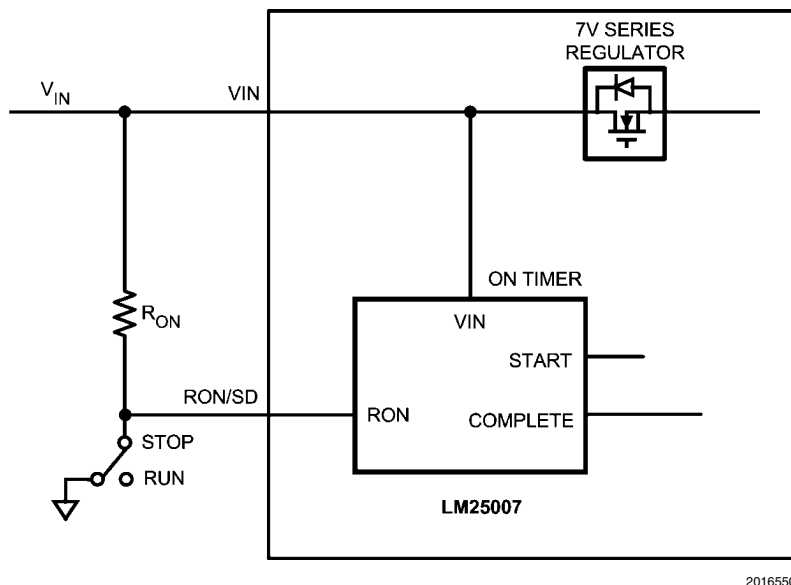 7V SERIES
REGULATOR
V_IN
VIN
ON TIMER
VIN
R_ON
START
RON/SD
RON
COMPLETE
STOP
RUN
LM25007